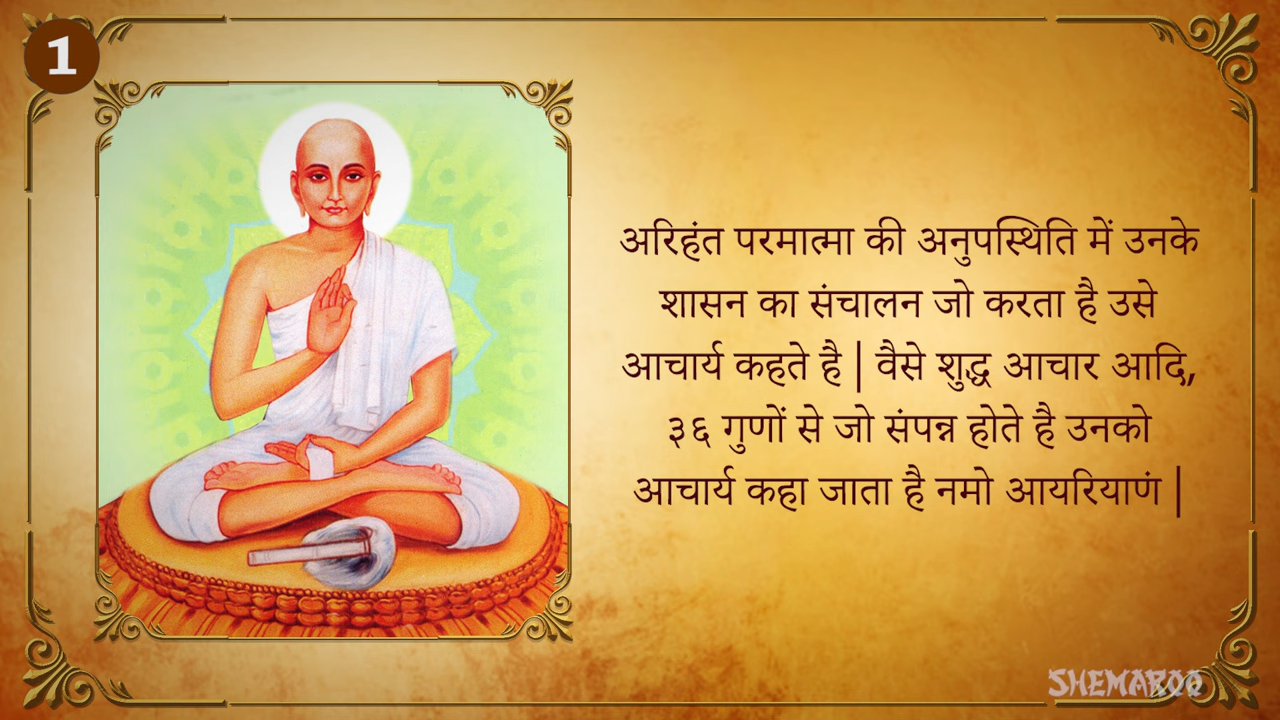 1
अरिहंत परमात्मा की अनुपस्थिति में उनके
शासन का संचालन जो करता है उसे
आचार्य कहते है | वैसे शुद्ध आचार आदि,
३६ गुणों से जो संपन्न होते है उनको
आचार्य कहा जाता है नमो आयरियाणं |
SHEMAROO